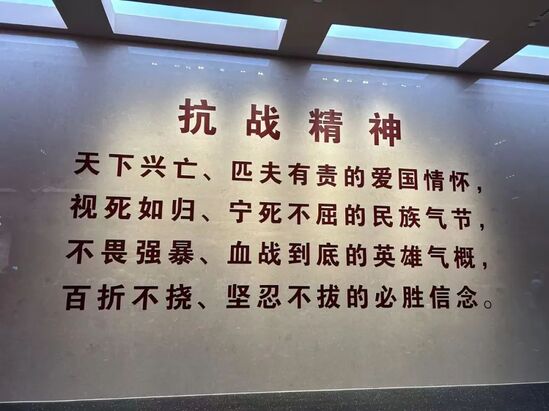 抗战精神
天下兴亡、匹夫有责的爱国情怀，
视死如归、宁死不屈的民族气节，
不畏强暴、血战到底的英雄气概，
百折不挠、坚忍不拔的必胜信念。